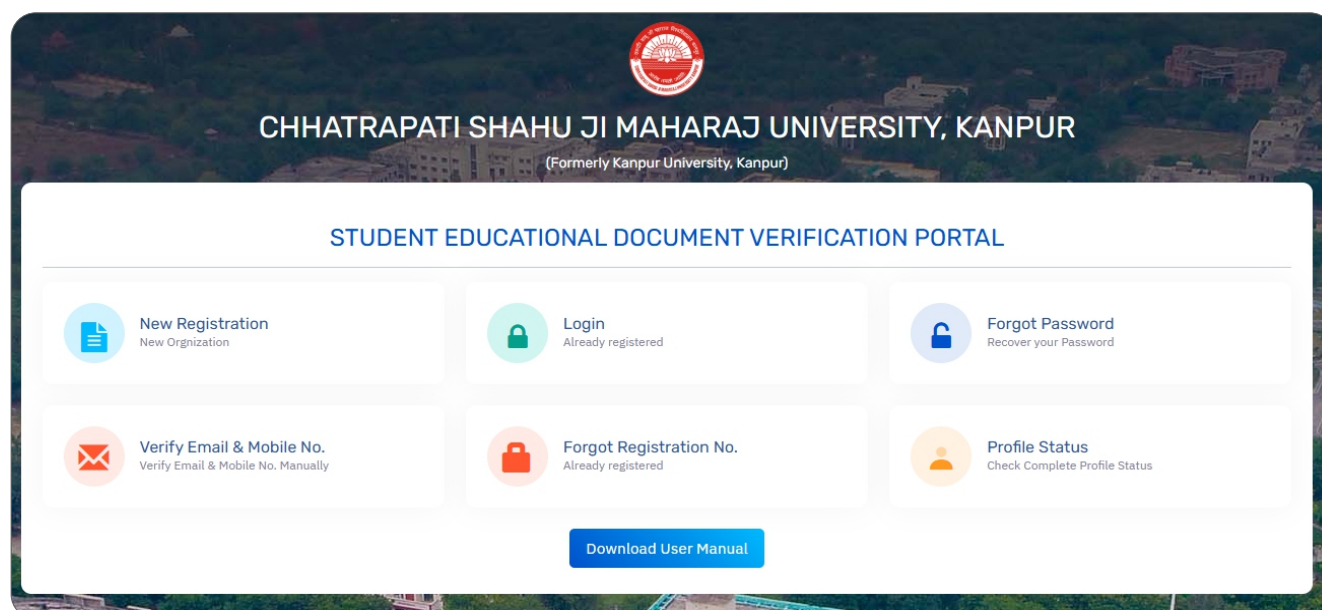 CHHATRAPATI SHAHU JI MAHARAJ UNIVERSITY, KANPUR
(Formerly Kanpur University, Kanpur)
STUDENT EDUCATIONAL DOCUMENT VERIFICATION PORTAL
New Registration
New Orgnization
Login
Already registered
Forgot Password
Recover your Password
Verify Email & Mobile No.
Verify Email & Mobile No. Manually
Forgot Registration No.
Already registered
Profile Status
Check Complete Profile Status
Download User Manual